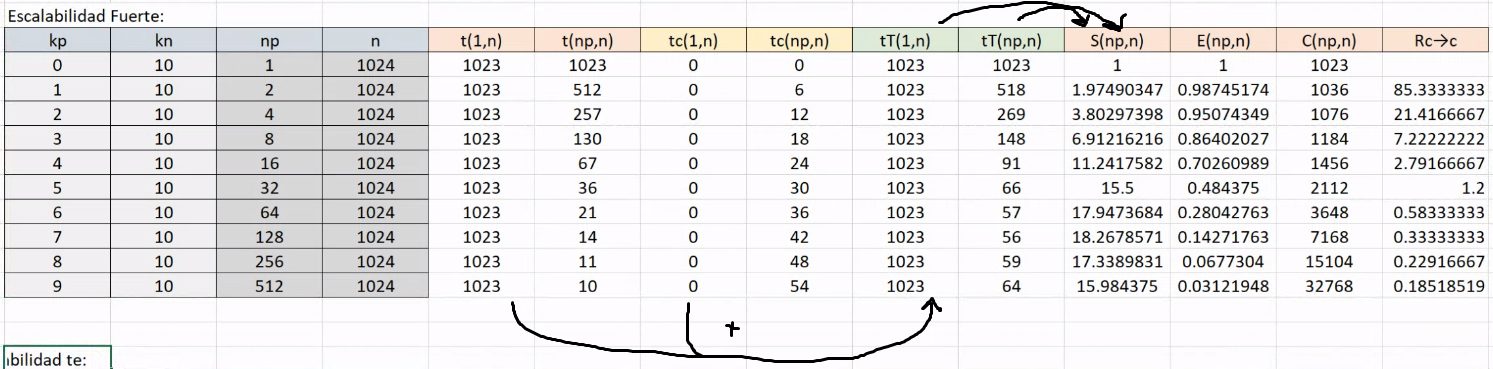 Escalabilidad Fuerte:
kp kn np n t(1,n) t(np,n) tc(1,n) tc(np,n) tT(1,n) tT(np,n) S(np,n) E(np,n) C(np,n) Rc→c
0 10 1 1024 1023 1023 0 0 1023 1023 1 1 1023
1 10 2 1024 1023 512 0 6 1023 518 1.97490347 0.98745174 1036 85.3333333
2 10 4 1024 1023 257 0 12 1023 269 3.80297398 0.95074349 1076 21.4166667
3 10 8 1024 1023 130 0 18 1023 148 6.91216216 0.86402027 1184 7.22222222
4 10 16 1024 1023 67 0 24 1023 91 11.2417582 0.70260989 1456 2.79166667
5 10 32 1024 1023 36 0 30 1023 66 15.5 0.484375 2112 1.2
6 10 64 1024 1023 21 0 36 1023 57 17.9473684 0.28042763 3648 0.58333333
7 10 128 1024 1023 14 0 42 1023 56 18.2678571 0.14271763 7168 0.33333333
8 10 256 1024 1023 11 0 48 1023 59 17.3389831 0.0677304 15104 0.22916667
9 10 512 1024 1023 10 0 54 1023 64 15.984375 0.03121948 32768 0.18518519
+
bilidad te: